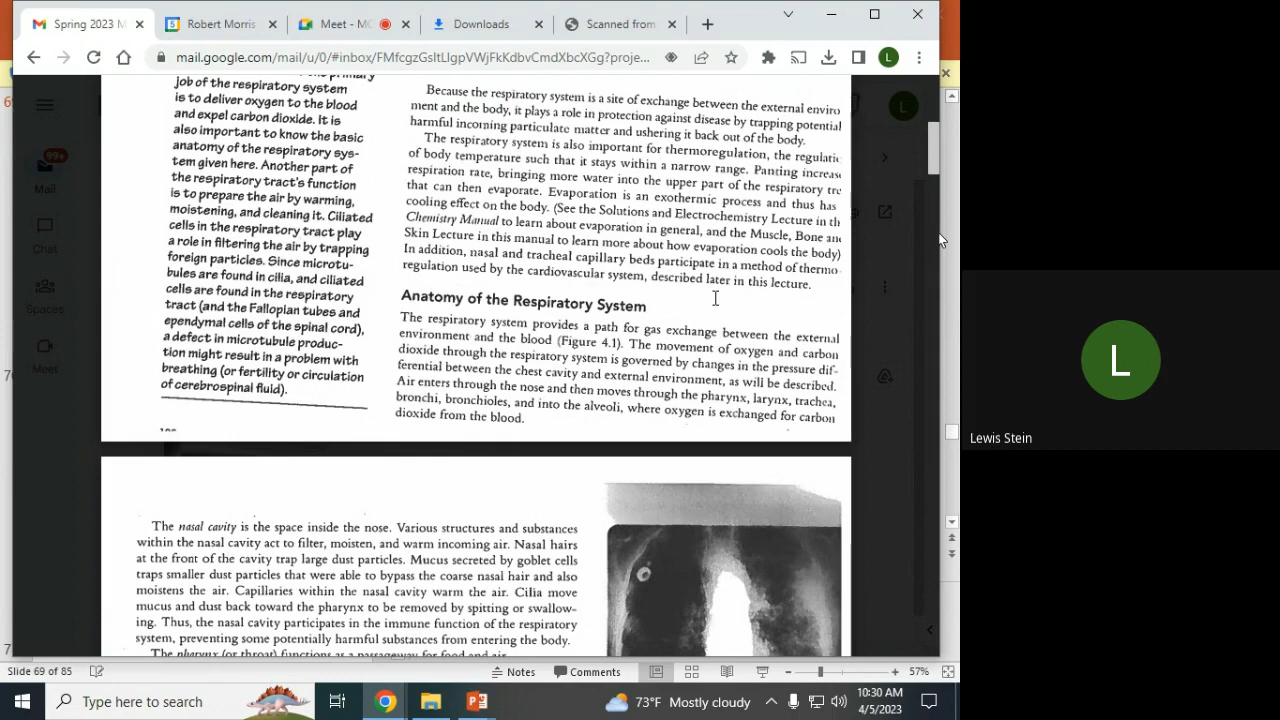 Spring 2023 M
Robert Morris
Meet - MC
Downloads
Scanned from
mail.google.com/mail/u/0/#inbox/FMfcgzGsltLlgpVWjFkKdbvCmdXbcXGg?proje...
L
99+
Mail
Chat
Spaces
Meet
L
primary
job of the respiratory system
is to deliver oxygen to the blood
and expel carbon dioxide. It is
also important to know the basic
anatomy of the respiratory sys-
tem given here. Another part of
the respiratory tract's function
is to prepare the air by warming,
moistening, and cleaning it. Ciliated
cells in the respiratory tract play
a role in filtering the air by trapping
foreign particles. Since microtu-
bules are found in cilia, and ciliated
cells are found in the respiratory
tract (and the Fallopian tubes and
ependymal cells of the spinal cord),
a defect in microtubule produc-
tion might result in a problem with
breathing (or fertility or circulation
of cerebrospinal fluid).
Because the respiratory system is a site of exchange between the external enviro
ment and the body, it plays a role in protection against disease by trapping potential
harmful incoming particulate matter and ushering it back out of the body.
The respiratory system is also important for thermoregulation, the regulatic
of body temperature such that it stays within a narrow range. Panting increase
respiration rate, bringing more water into the upper part of the respiratory tre
that can then evaporate. Evaporation is an exothermic process and thus has
cooling effect on the body. (See the Solutions and Electrochemistry Lecture in th
Chemistry Manual to learn about evaporation in general, and the Muscle, Bone an
Skin Lecture in this manual to learn more about how evaporation cools the body)
In addition, nasal and tracheal capillary beds participate in a method of thermo
regulation used by the cardiovascular system, described later in this lecture.
Anatomy of the Respiratory System
The respiratory system provides a path for gas exchange between the external
environment and the blood (Figure 4.1). The movement of oxygen and carbon
dioxide through the respiratory system is governed by changes in the pressure dif-
ferential between the chest cavity and external environment, as will be described.
Air enters through the nose and then moves through the pharynx, larynx, trachea,
bronchi, bronchioles, and into the alveoli, where oxygen is exchanged for carbon
dioxide from the blood.
The nasal cavity is the space inside the nose. Various structures and substances
within the nasal cavity act to filter, moisten, and warm incoming air. Nasal hairs
at the front of the cavity trap large dust particles. Mucus secreted by goblet cells
traps smaller dust particles that were able to bypass the coarse nasal hair and also
moistens the air. Capillaries within the nasal cavity warm the air. Cilia move
mucus and dust back toward the pharynx to be removed by spitting or swallow-
ing. Thus, the nasal cavity participates in the immune function of the respiratory
system, preventing some potentially harmful substances from entering the body.
The pharynx (or throat) functions as a passageway for food and air
L
Lewis Stein
Slide 69 of 85
Notes
Comments
57%
Type here to search
73°F Mostly cloudy
10:30 AM
4/5/2023